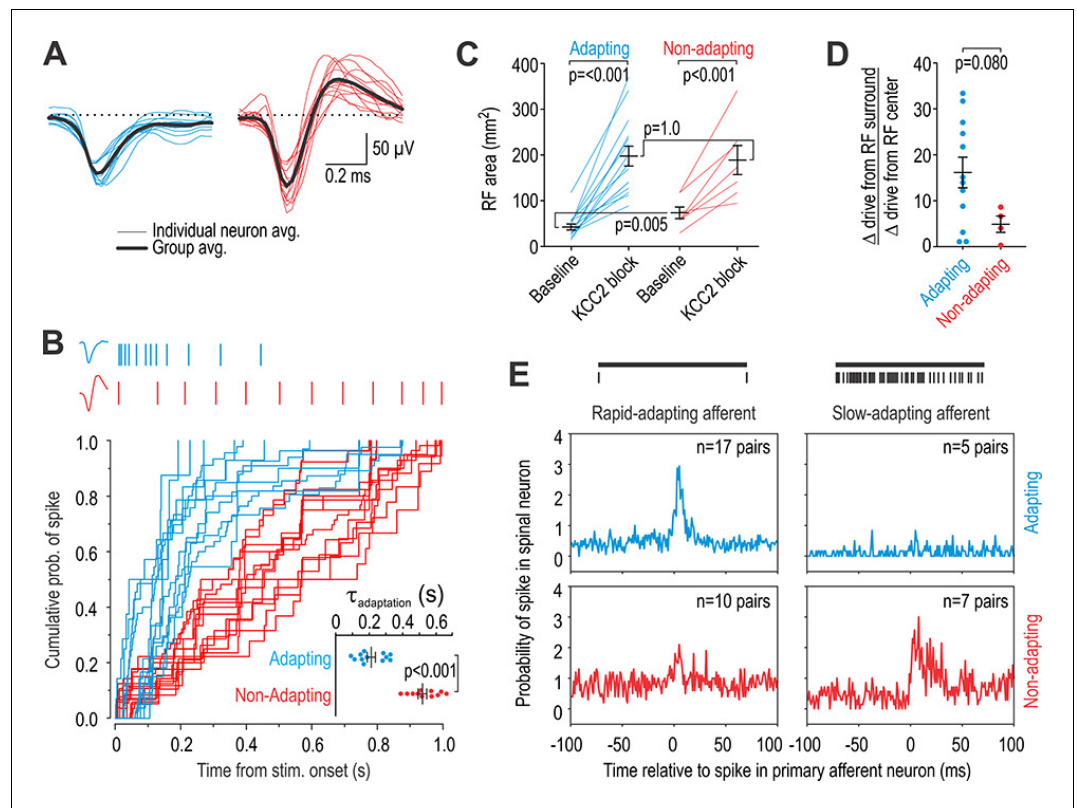 A
50 µV
0.2 ms
Individual neuron avg.
Group avg.
B
Cumulative prob. of spike
1.0
0.8
0.6
0.4
0.2
0.0
0
0.2
0.4
0.6
0.8
1.0
Time from stim. onset (s)
τadaptation (s)
0
0.2
0.4
0.6
Adapting
p<0.001
Non-Adapting
C
Adapting
Non-adapting
p=<0.001
p<0.001
p=1.0
p=0.005
RF area (mm²)
400
300
200
100
0
Baseline
KCC2 block
Baseline
KCC2 block
D
p=0.080
Δ drive from RF surround
Δ drive from RF center
40
30
20
10
0
Adapting
Non-adapting
E
Rapid-adapting afferent
Slow-adapting afferent
Probability of spike in spinal neuron
4
3
2
1
0
n=17 pairs
n=5 pairs
Adapting
4
3
2
1
0
n=10 pairs
n=7 pairs
Non-adapting
-100
-50
0
50
100
-100
-50
0
50
100
Time relative to spike in primary afferent neuron (ms)